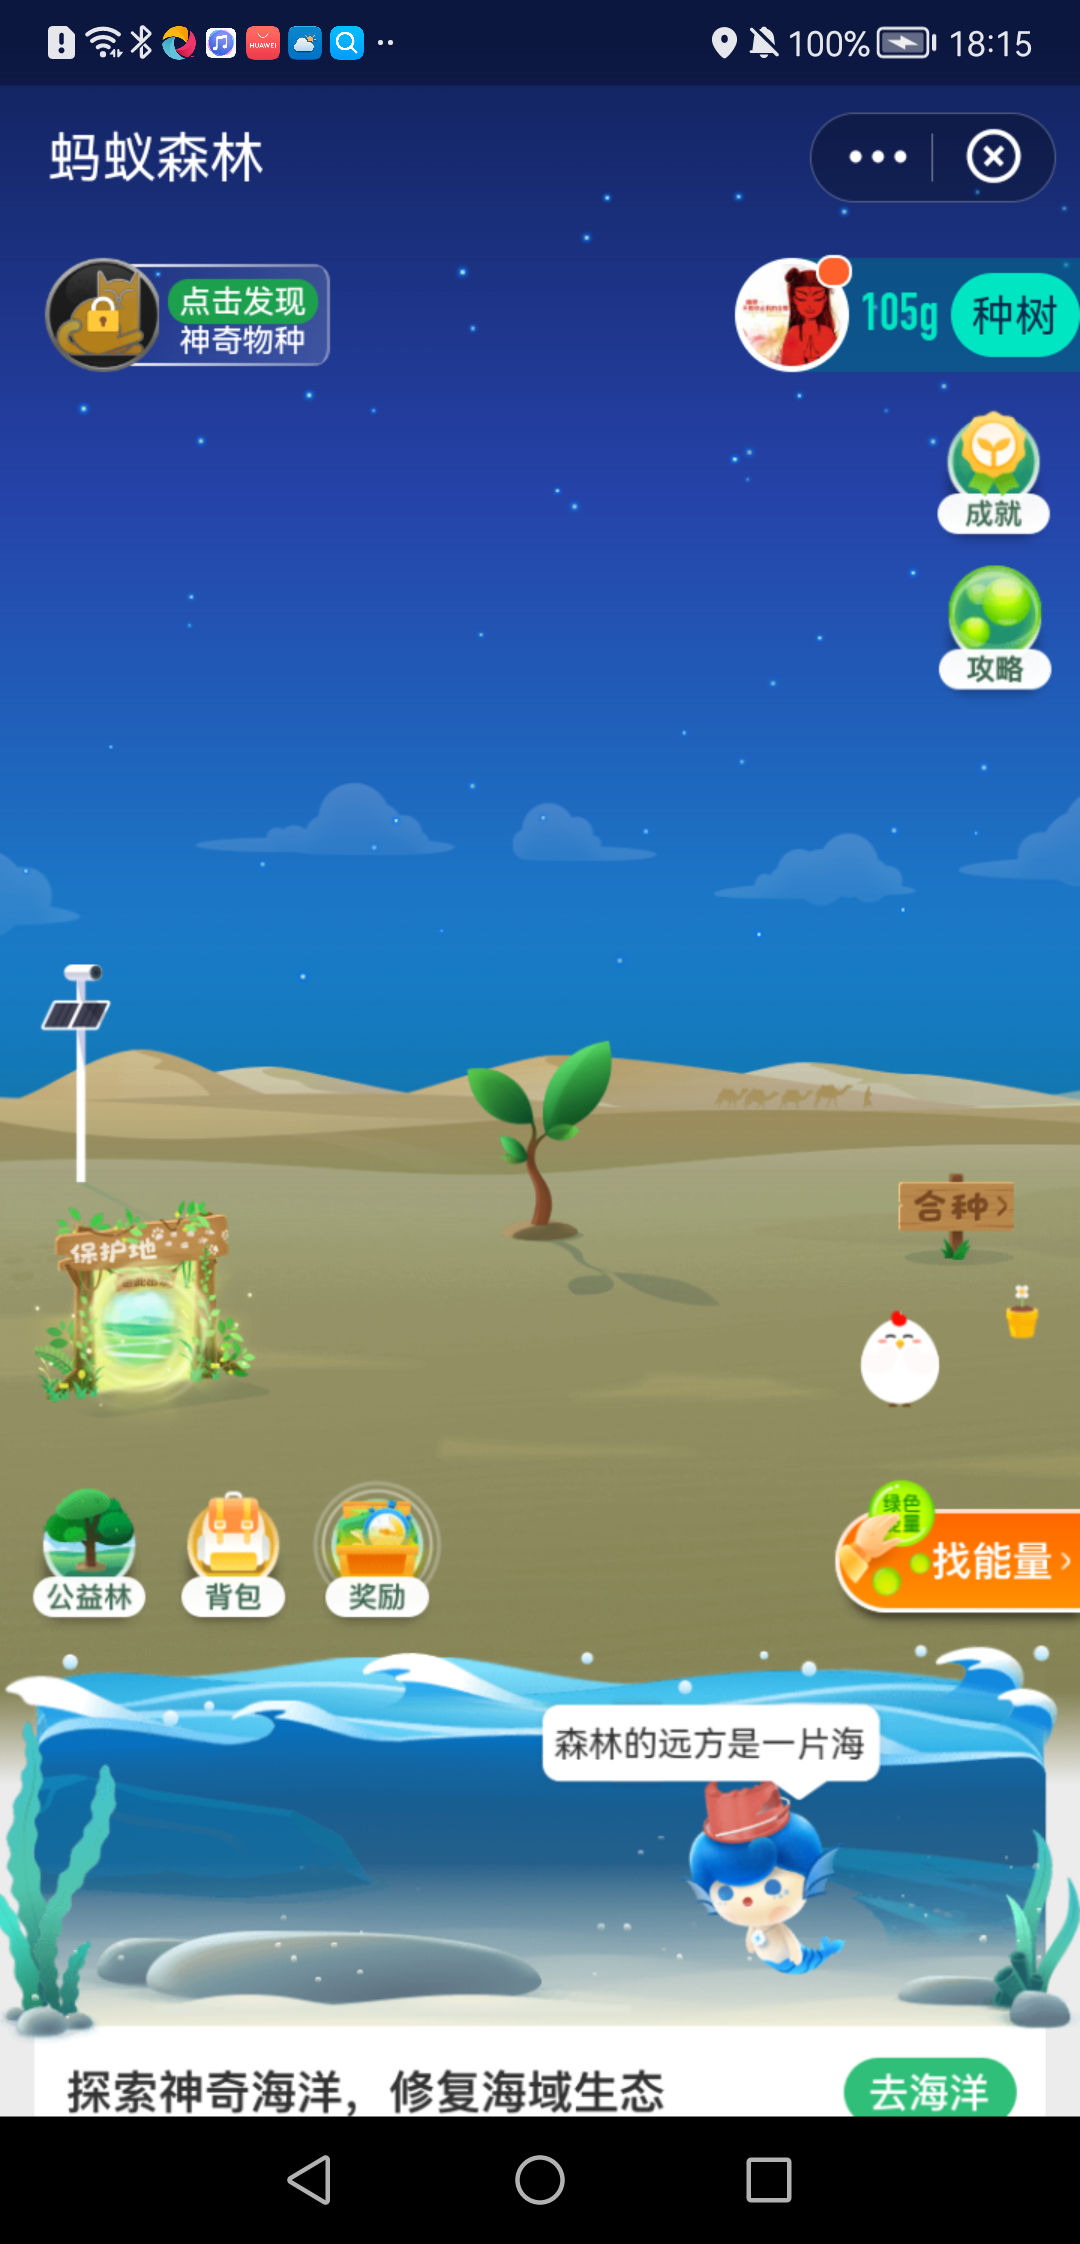 HUAWEI
100%
18:15
蚂蚁森林
点击发现
神奇物种
105g
种树
成就
攻略
合种
保护地
公益林
背包
奖励
绿色
能量
找能量
森林的远方是一片海
探索神奇海洋，修复海域生态
去海洋